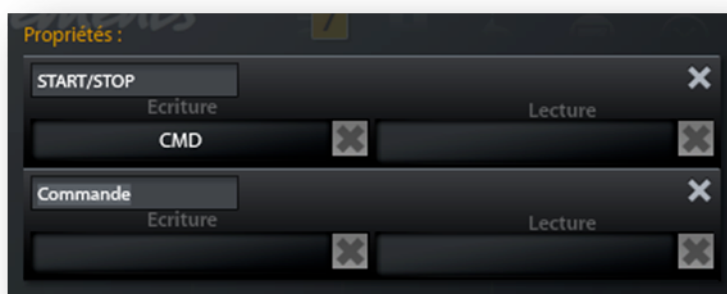 Propriétés :
START/STOP
Ecriture Lecture
CMD
Commande
Ecriture Lecture